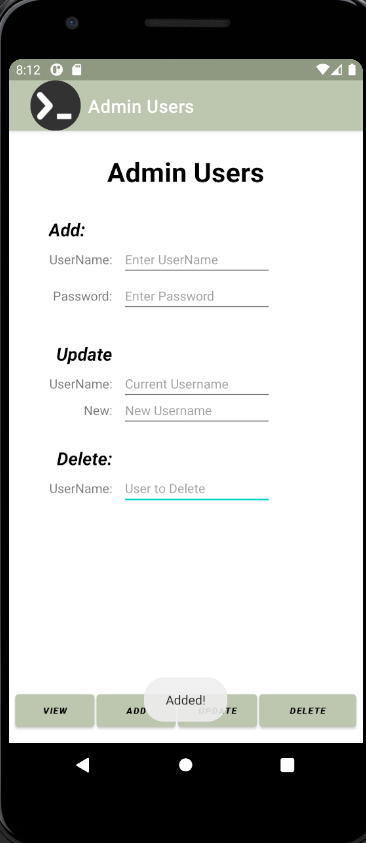 8:12
Admin Users
Admin Users
Add:
UserName: Enter UserName
Password: Enter Password
Update
UserName: Current Username
New: New Username
Delete:
UserName: User to Delete
Added!
VIEW ADD UPDATE DELETE